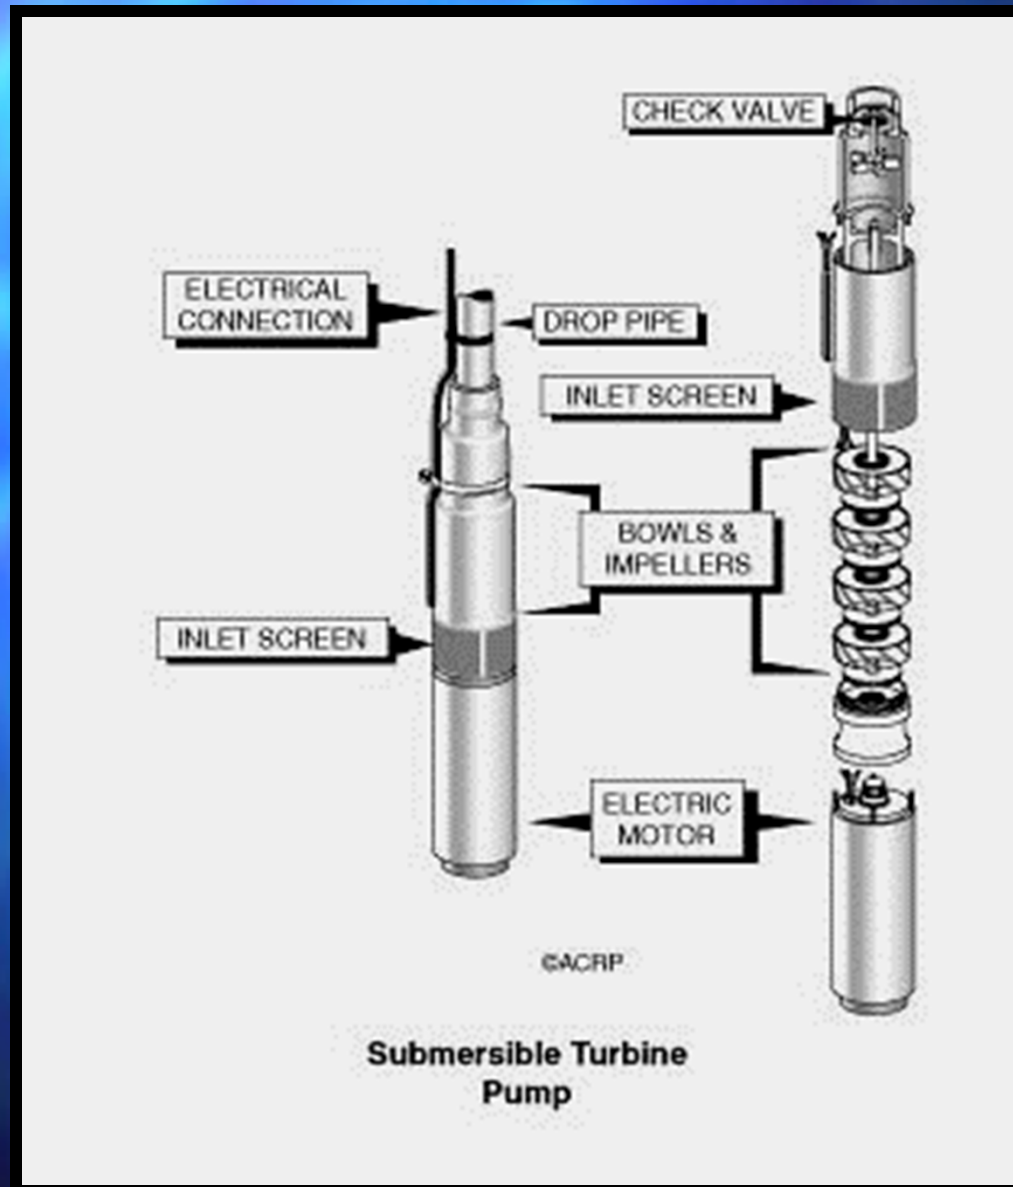 CHECK VALVE
ELECTRICAL
CONNECTION
DROP PIPE
INLET SCREEN
BOWLS &
IMPELLERS
INLET SCREEN
ELECTRIC
MOTOR
©ACRP
Submersible Turbine
Pump